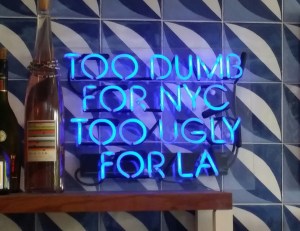 TOO DUMB
FOR NYC
TOO UGLY
FOR LA